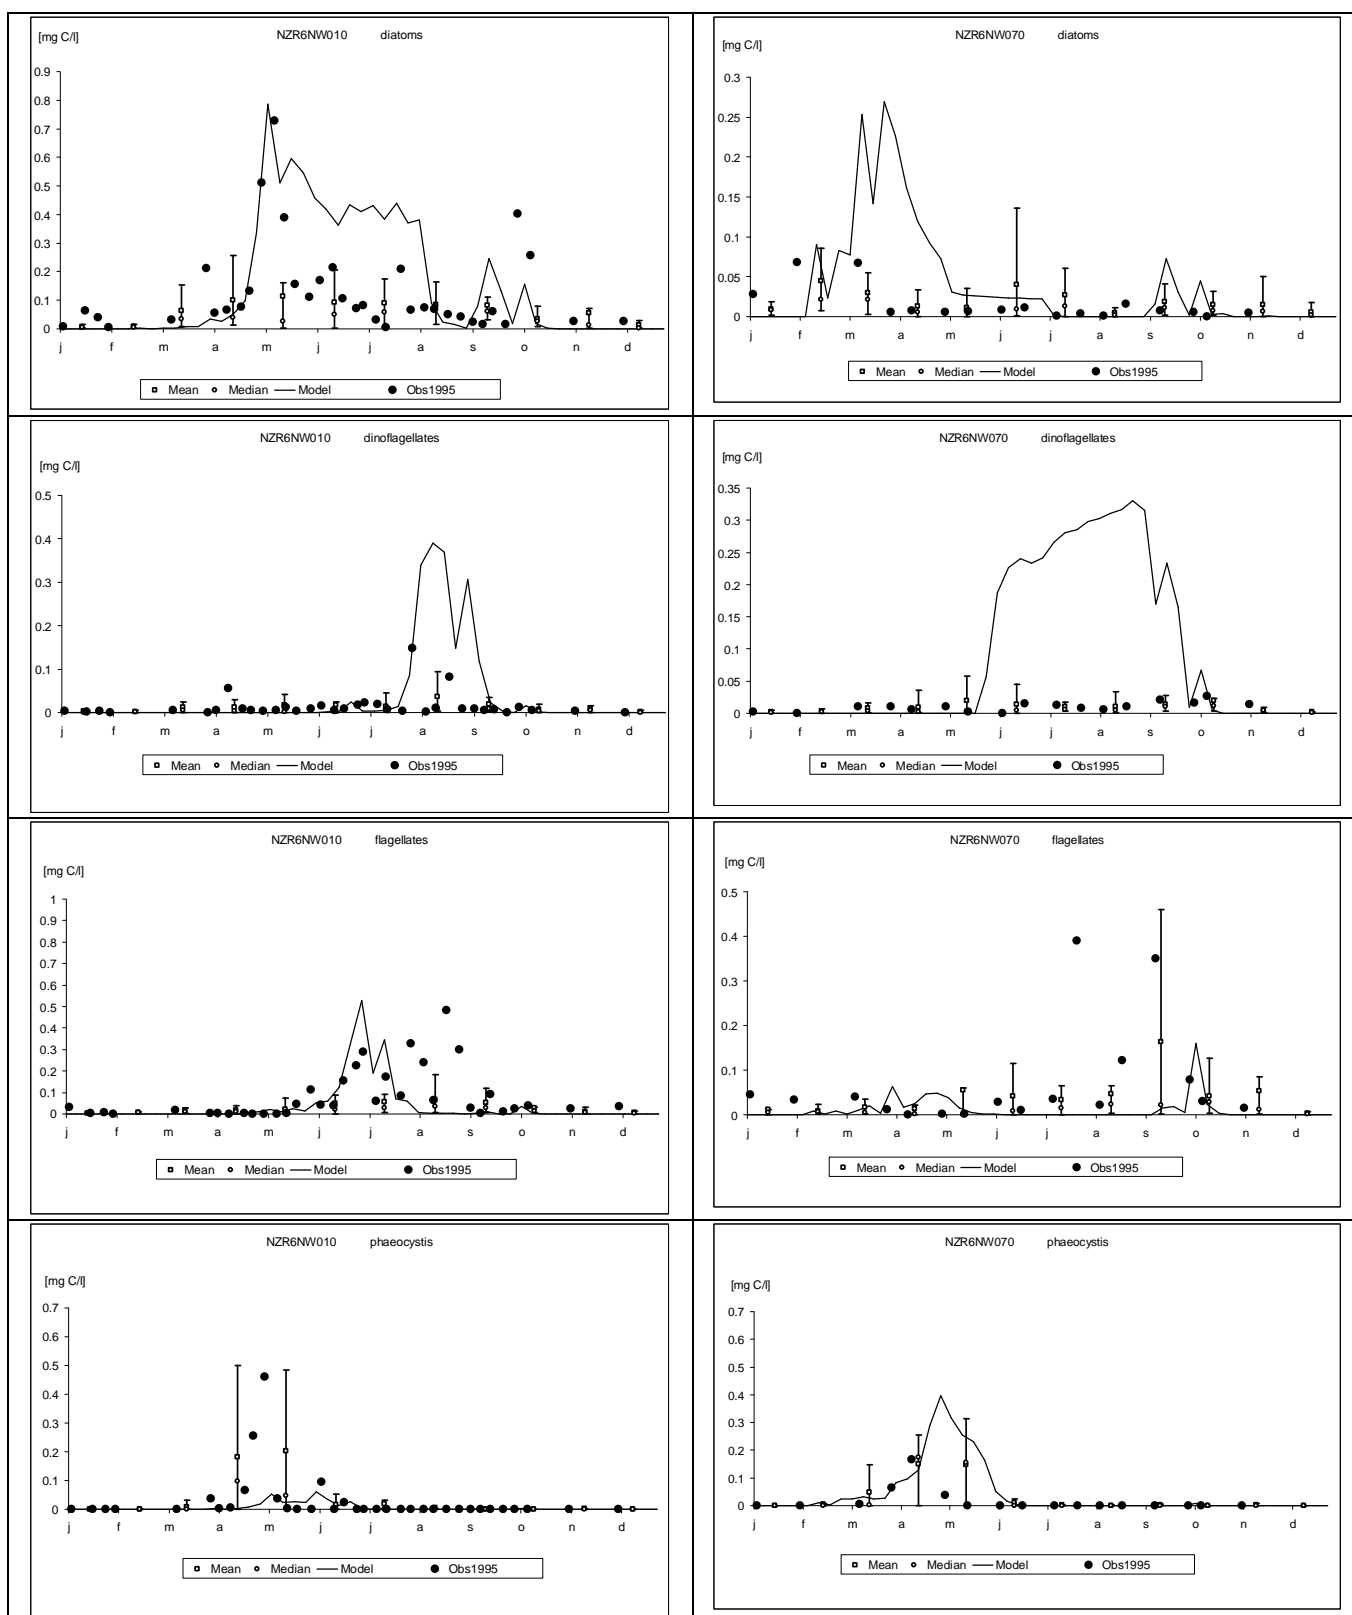 NZR6NW010 diatoms
[mg C/l]
0.9
0.8
0.7
0.6
0.5
0.4
0.3
0.2
0.1
0
j f m a m j j a s o n d
Mean Median Model Obs1995
NZR6NW070 diatoms
[mg C/l]
0.3
0.25
0.2
0.15
0.1
0.05
0
j f m a m j j a s o n d
Mean Median Model Obs1995
NZR6NW010 dinoflagellates
[mg C/l]
0.5
0.4
0.3
0.2
0.1
0
j f m a m j j a s o n d
Mean Median Model Obs1995
NZR6NW070 dinoflagellates
[mg C/l]
0.35
0.3
0.25
0.2
0.15
0.1
0.05
0
j f m a m j j a s o n d
Mean Median Model Obs1995
NZR6NW010 flagellates
[mg C/l]
1
0.9
0.8
0.7
0.6
0.5
0.4
0.3
0.2
0.1
0
j f m a m j j a s o n d
Mean Median Model Obs1995
NZR6NW070 flagellates
[mg C/l]
0.5
0.4
0.3
0.2
0.1
0
j f m a m j j a s o n d
Mean Median Model Obs1995
NZR6NW010 phaeocystis
[mg C/l]
0.7
0.6
0.5
0.4
0.3
0.2
0.1
0
j f m a m j j a s o n d
Mean Median Model Obs1995
NZR6NW070 phaeocystis
[mg C/l]
0.7
0.6
0.5
0.4
0.3
0.2
0.1
0
j f m a m j j a s o n d
Mean Median Model Obs1995